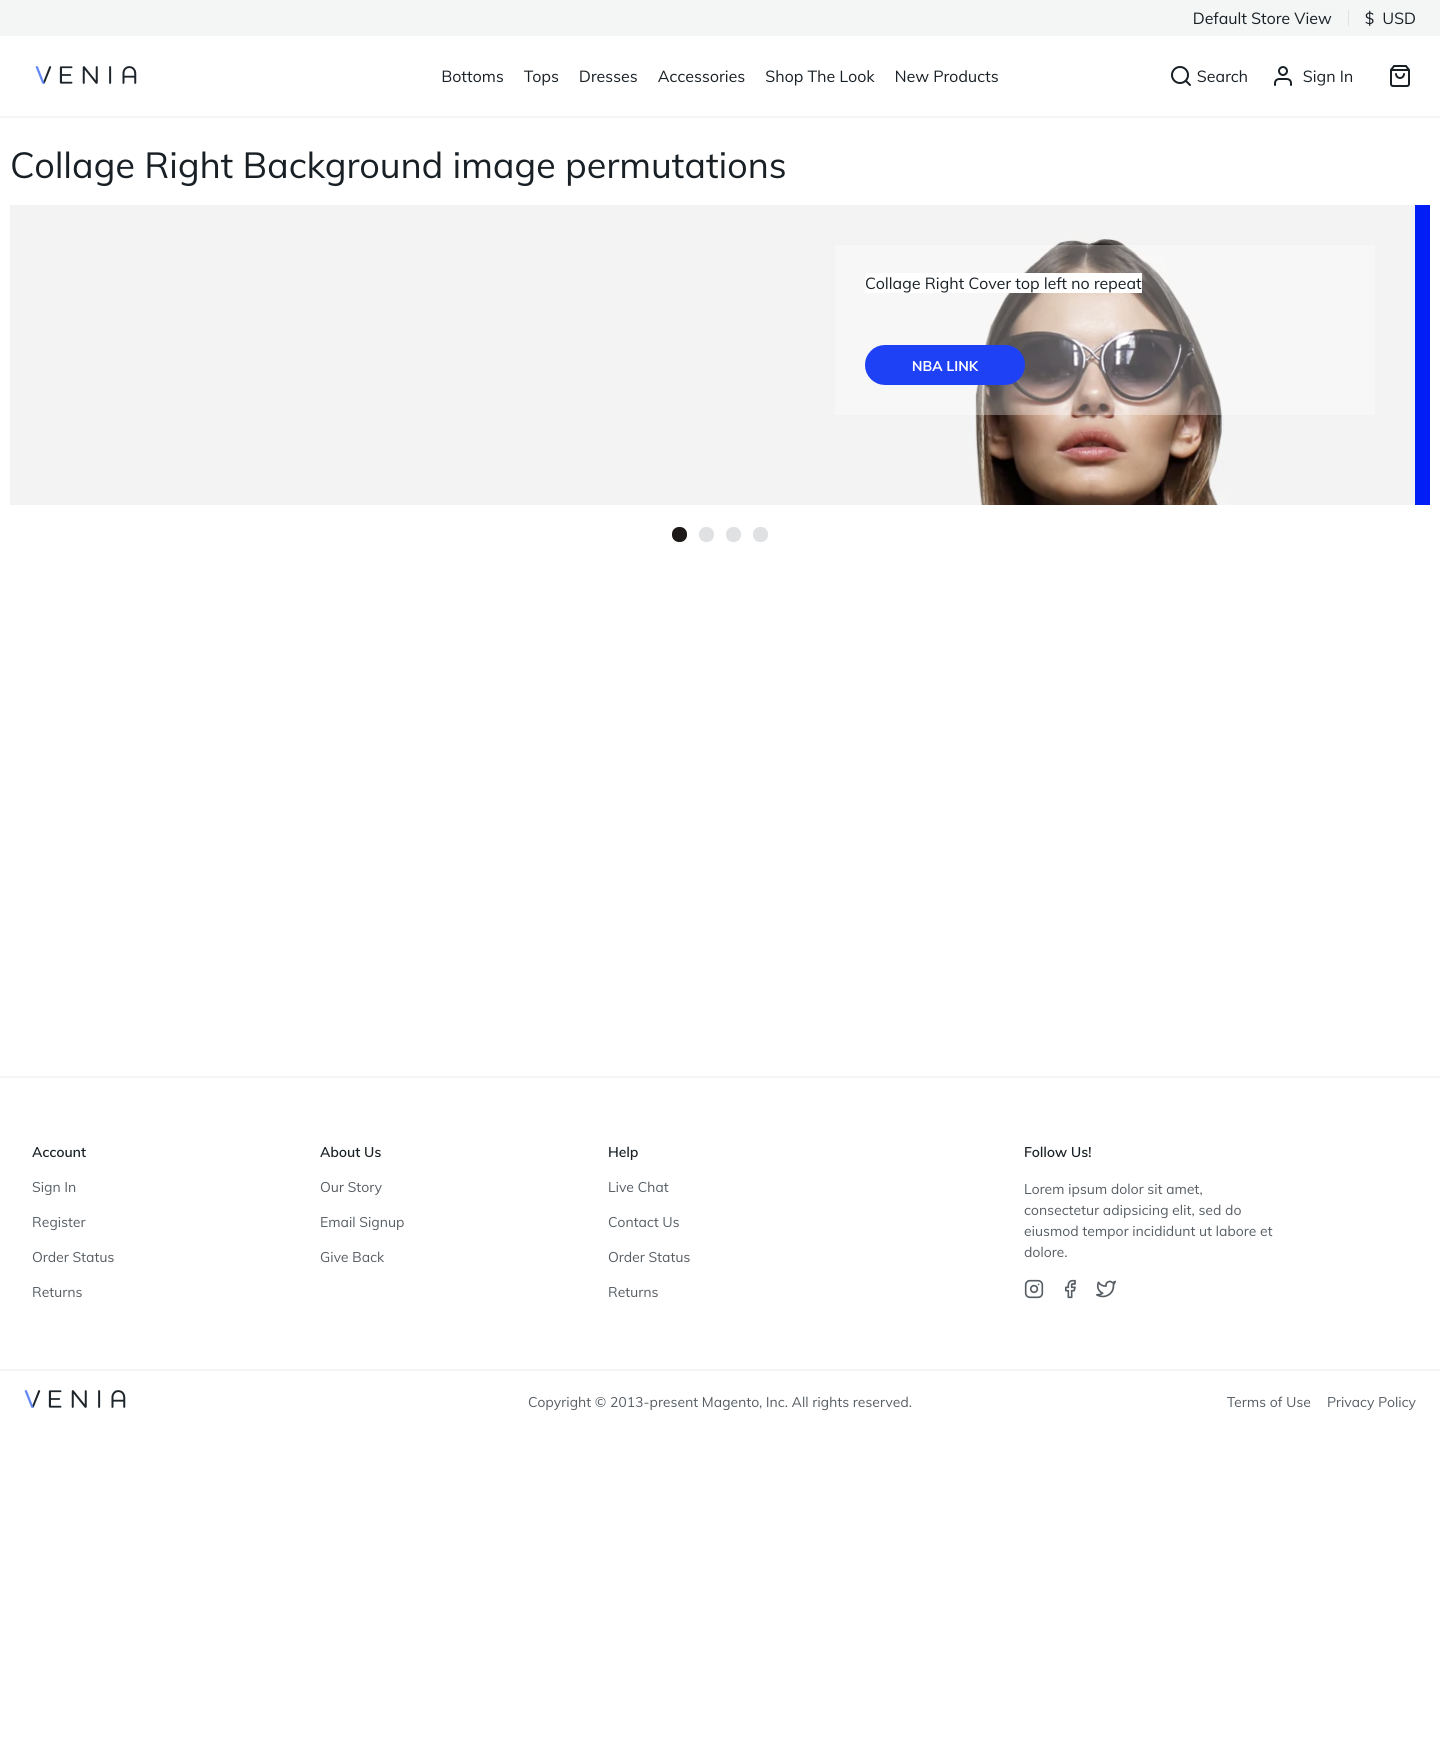 Default Store View $ USD
VENIA Bottoms Tops Dresses Accessories Shop The Look New Products Search Sign In
Collage Right Background image permutations
Collage Right Cover top left no repeat
NBA LINK
Account
Sign In
Register
Order Status
Returns
About Us
Our Story
Email Signup
Give Back
Help
Live Chat
Contact Us
Order Status
Returns
Follow Us!
Lorem ipsum dolor sit amet,
consectetur adipsicing elit, sed do
eiusmod tempor incididunt ut labore et
dolore.
VENIA Copyright © 2013-present Magento, Inc. All rights reserved. Terms of Use Privacy Policy